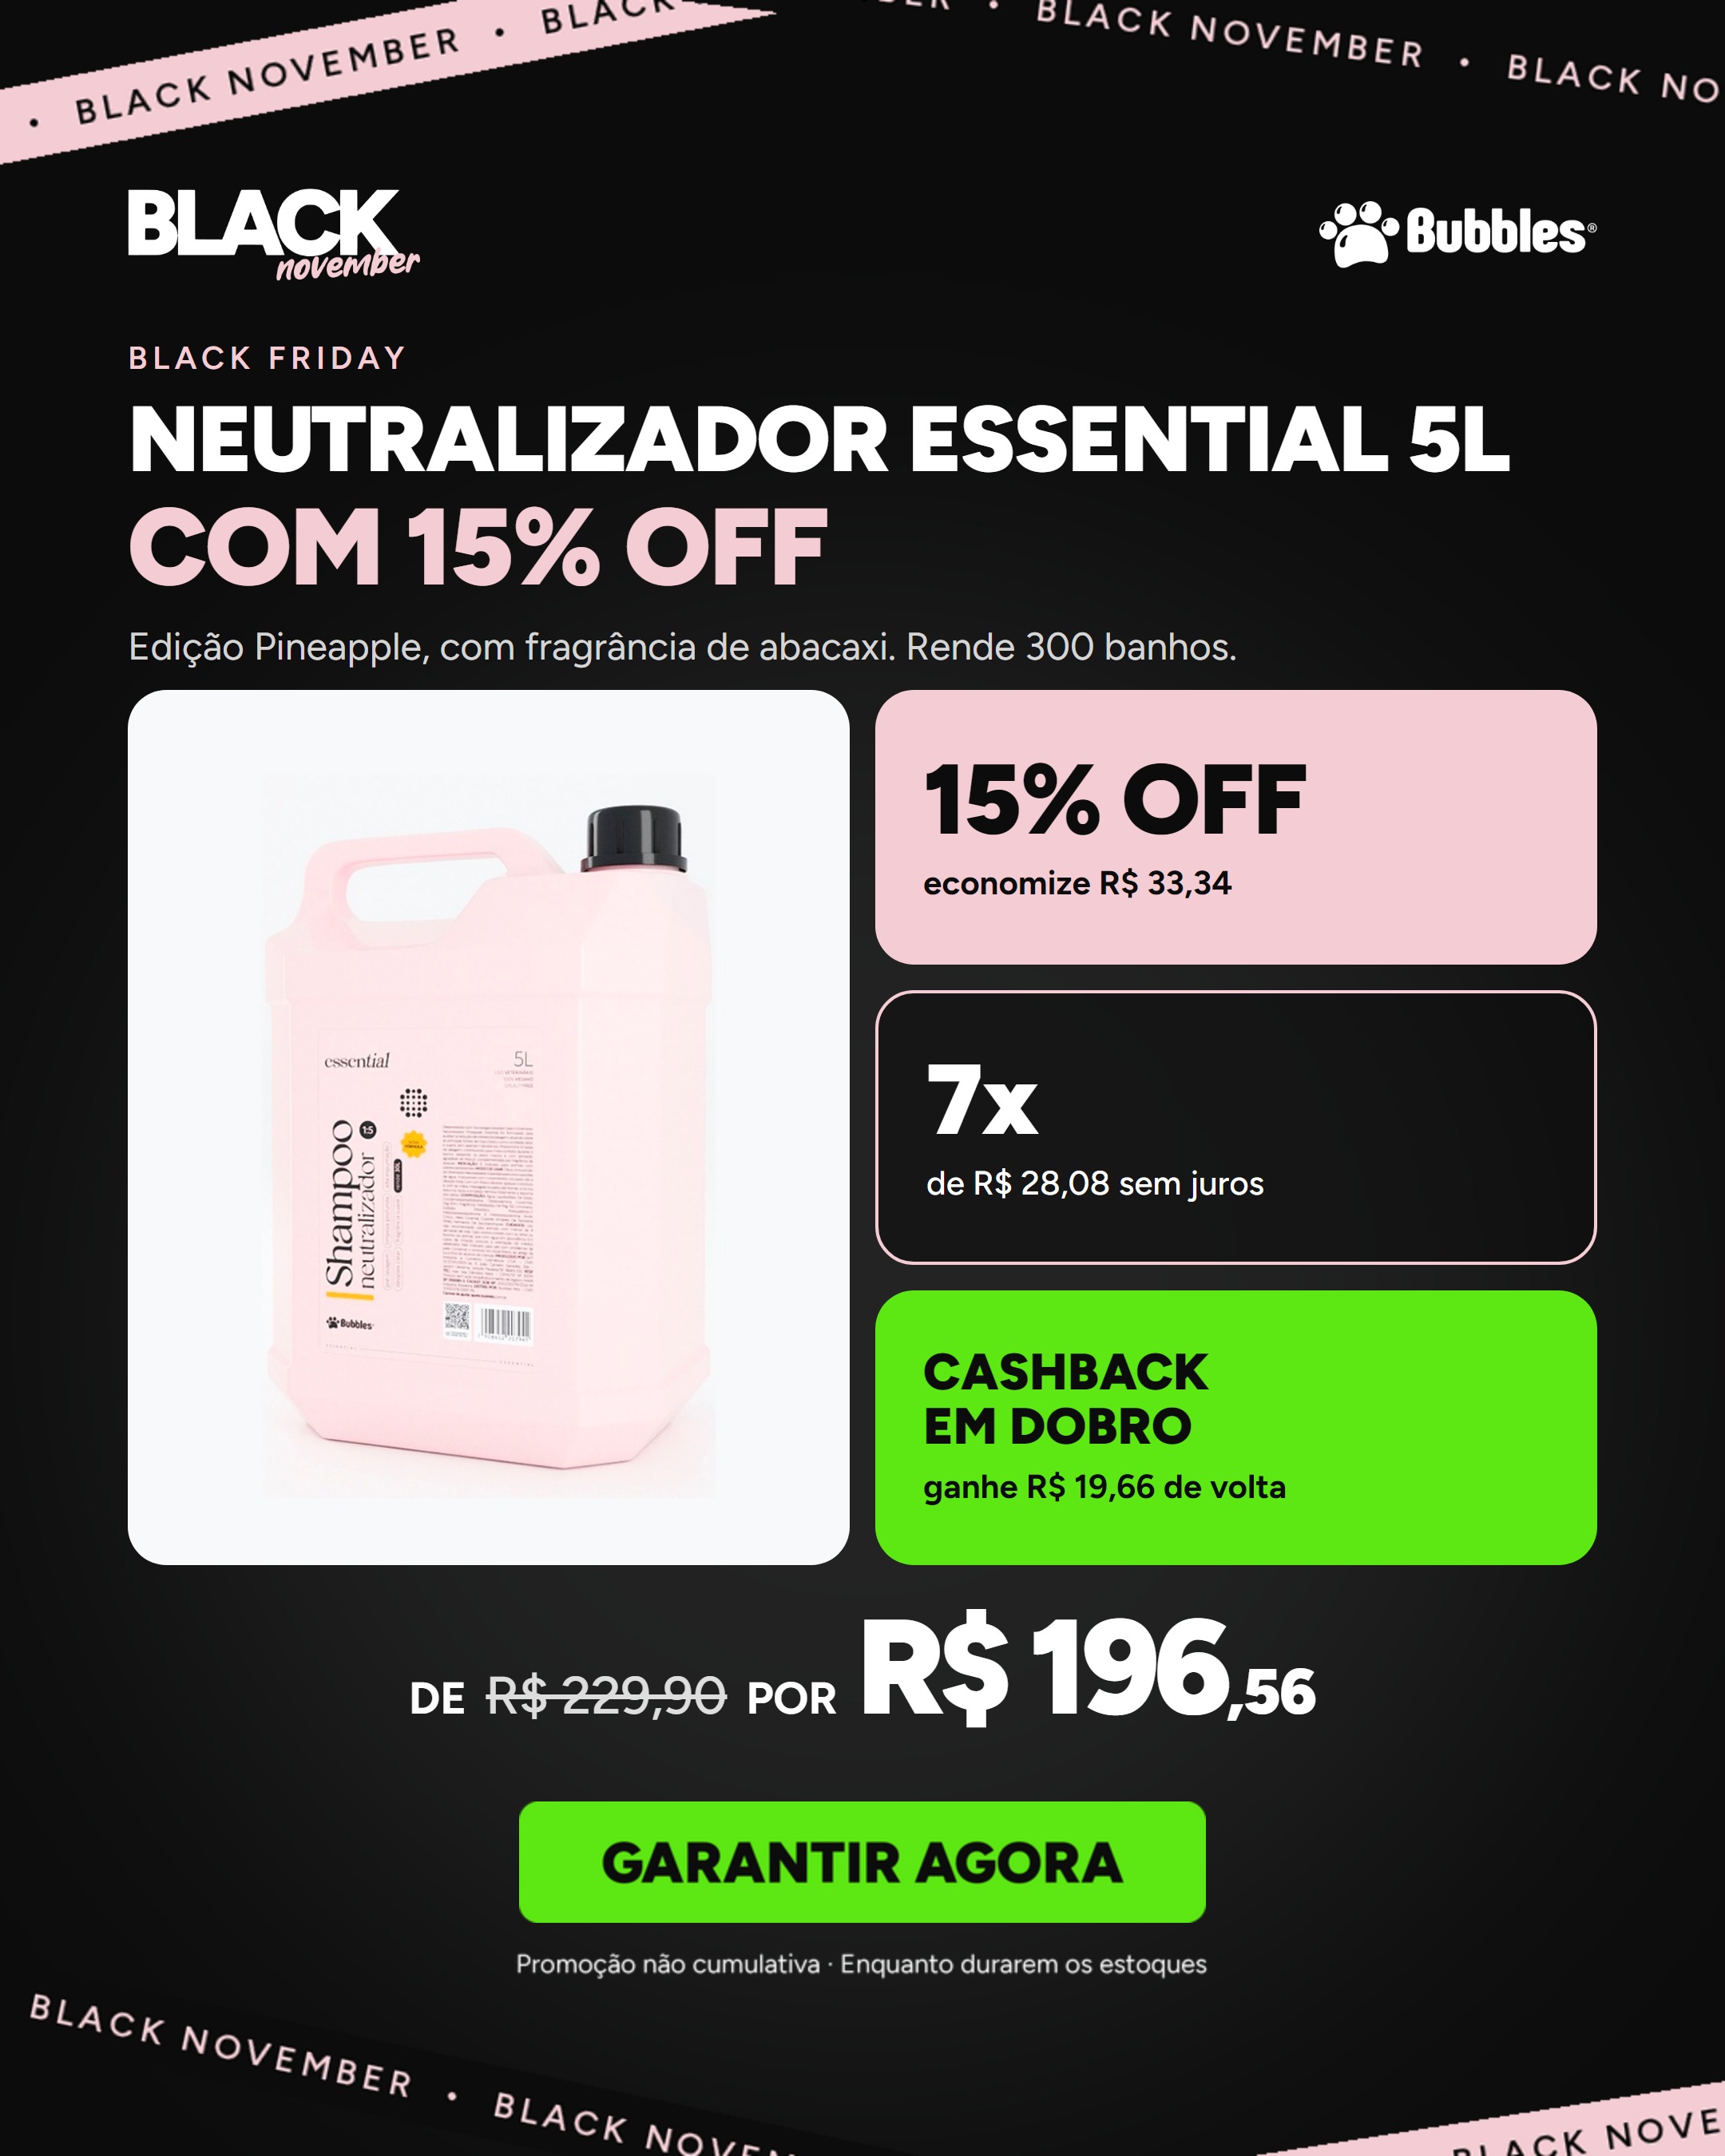 • BLACK NOVEMBER • BLACK
• BLACK NOVEMBER • BLACK NO
BLACK
november
Bubbles®
BLACK FRIDAY
NEUTRALIZADOR ESSENTIAL 5L
COM 15% OFF
Edição Pineapple, com fragrância de abacaxi. Rende 300 banhos.
essential
5L
Shampoo
neutralizador
1:5
Bubbles
15% OFF
economize R$ 33,34
7x
de R$ 28,08 sem juros
CASHBACK
EM DOBRO
ganhe R$ 19,66 de volta
DE R$ 229,90 POR R$ 196,56
GARANTIR AGORA
Promoção não cumulativa · Enquanto durarem os estoques
BLACK NOVEMBER • BLACK NOVEM
BLACK NOVE